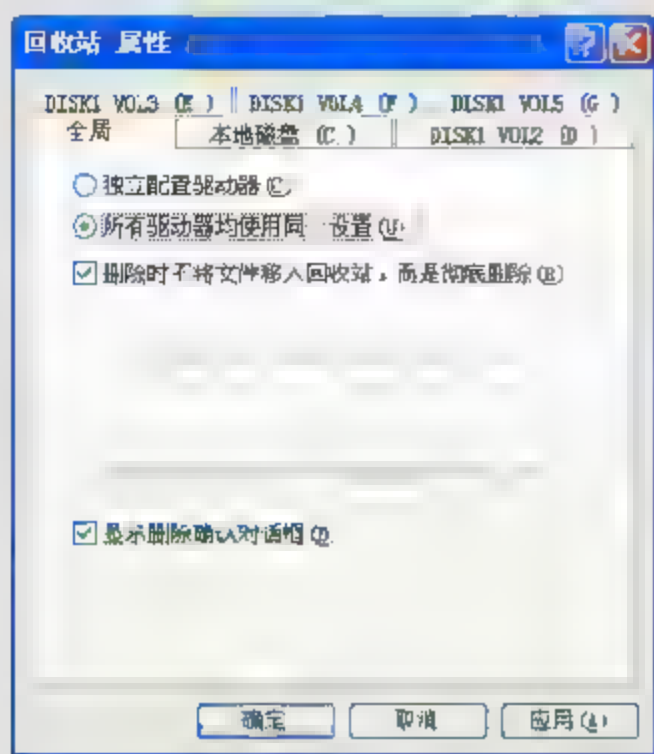 回收站 属性
DISK1 VOL3 (E:) DISK1 VOL4 (F:) DISK1 VOL5 (G:)
全局 本地磁盘 (C:) DISK1 VOL2 (D:)
独立配置驱动器(C)
所有驱动器均使用同一设置(U):
删除时不将文件移入回收站，而是彻底删除(R)
显示删除确认对话框(D)
确定 取消 应用(A)